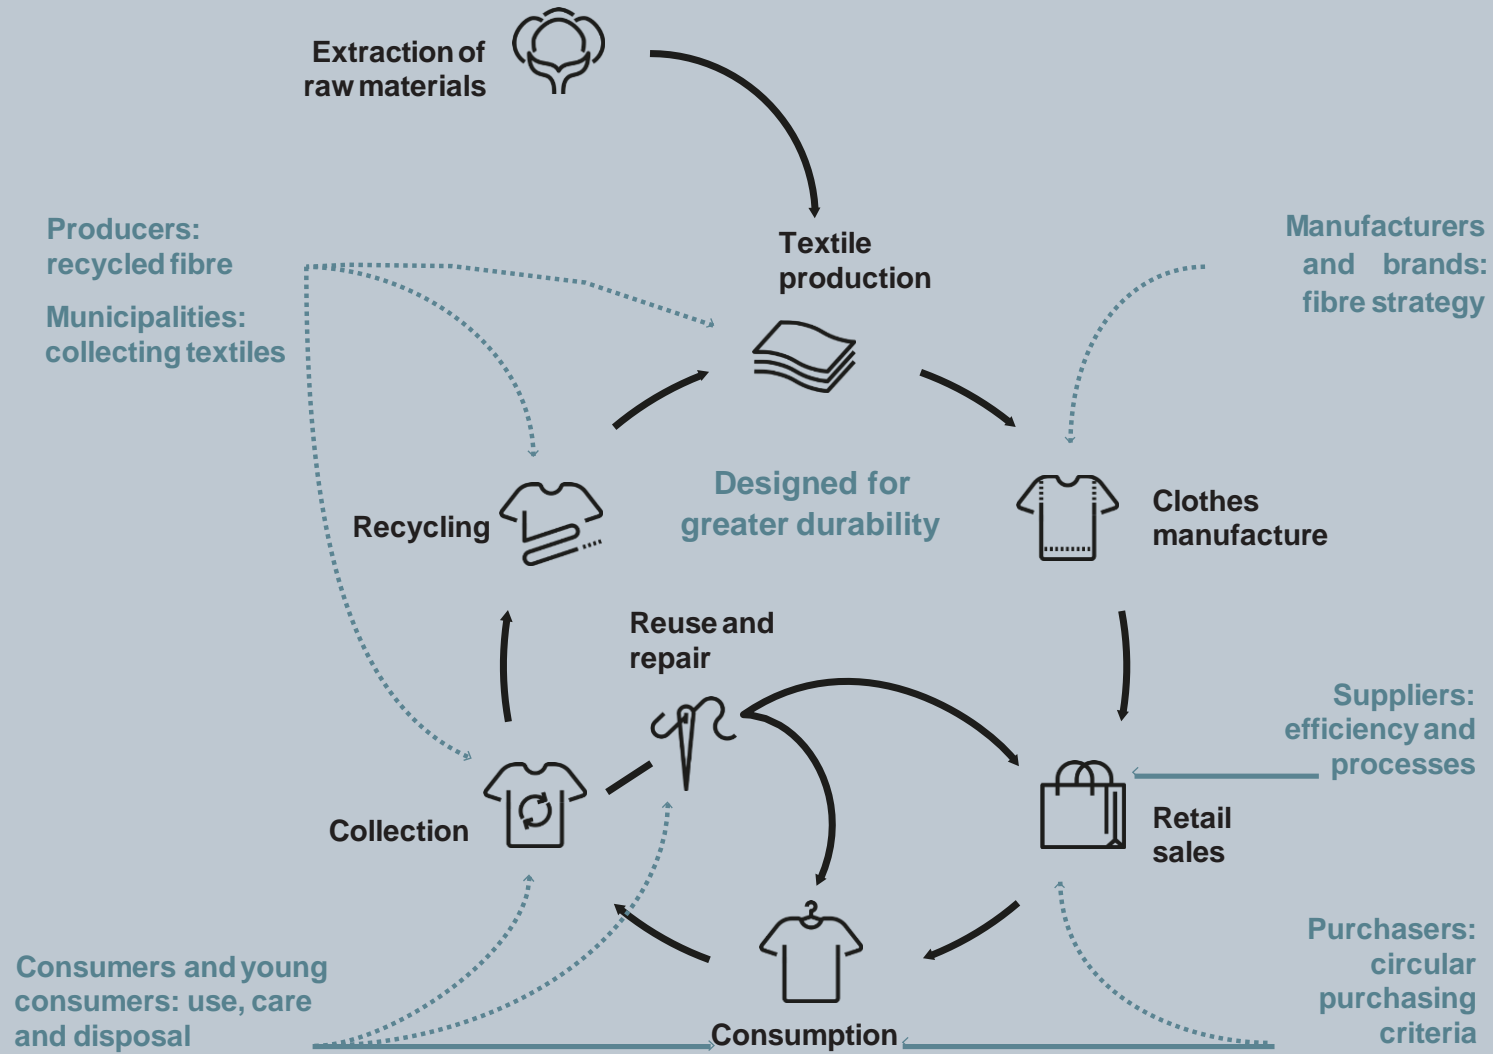 Extraction of
raw materials
Producers:
recycled fibre
Municipalities:
collecting textiles
Textile
production
Manufacturers
and brands:
fibre strategy
Designed for
greater durability
Recycling
Clothes
manufacture
Reuse and
repair
Suppliers:
efficiency and
processes
Collection
Retail
sales
Consumers and young
consumers: use, care
and disposal
Consumption
Purchasers:
circular
purchasing
criteria